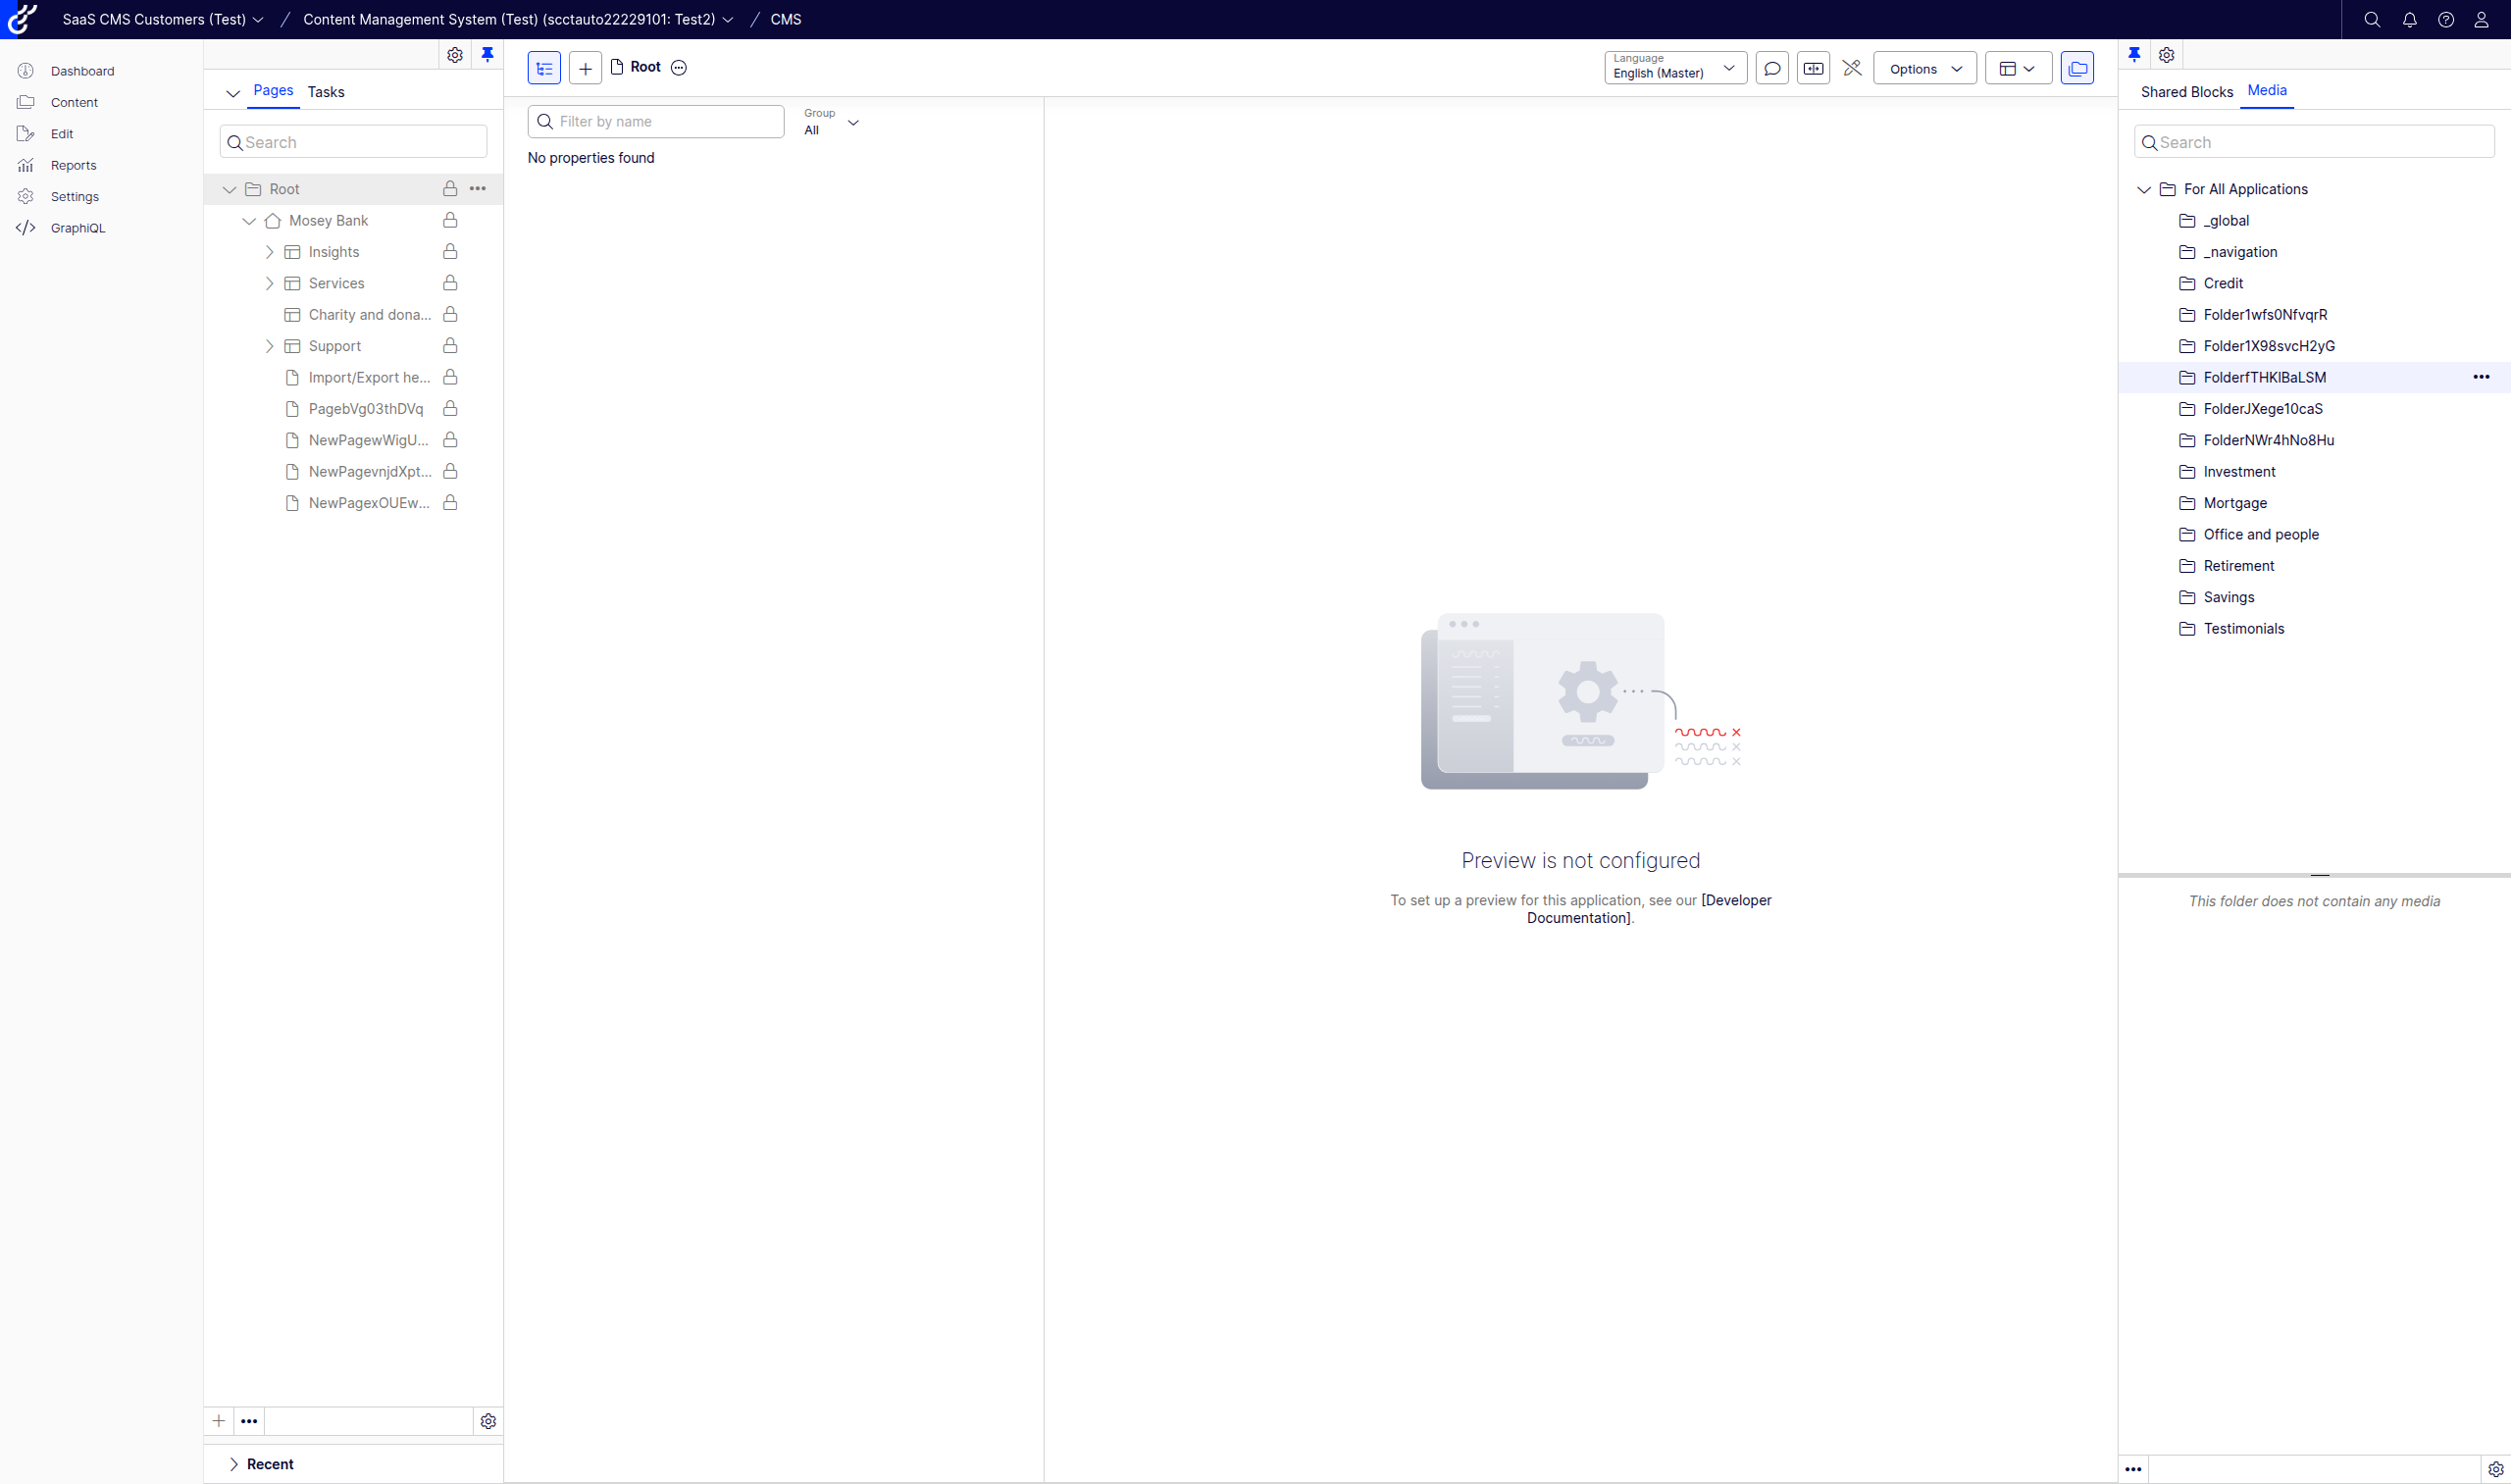 SaaS CMS Customers (Test) / Content Management System (Test) (scctauto22229101: Test2) / CMS
Dashboard
Content
Edit
Reports
Settings
GraphiQL
Pages Tasks
Search
Root
Mosey Bank
Insights
Services
Charity and dona...
Support
Import/Export he...
PagebVg03thDVq
NewPagewWigU...
NewPagevnjdXpt...
NewPagexOUEw...
Recent
Root
Language
English (Master)
Options
Filter by name
Group
All
No properties found
Preview is not configured
To set up a preview for this application, see our [Developer
Documentation].
Shared Blocks Media
Search
For All Applications
_global
_navigation
Credit
Folder1wfs0NfvqrR
Folder1X98svcH2yG
FolderfTHKlBaLSM
FolderJXege10caS
FolderNWr4hNo8Hu
Investment
Mortgage
Office and people
Retirement
Savings
Testimonials
This folder does not contain any media